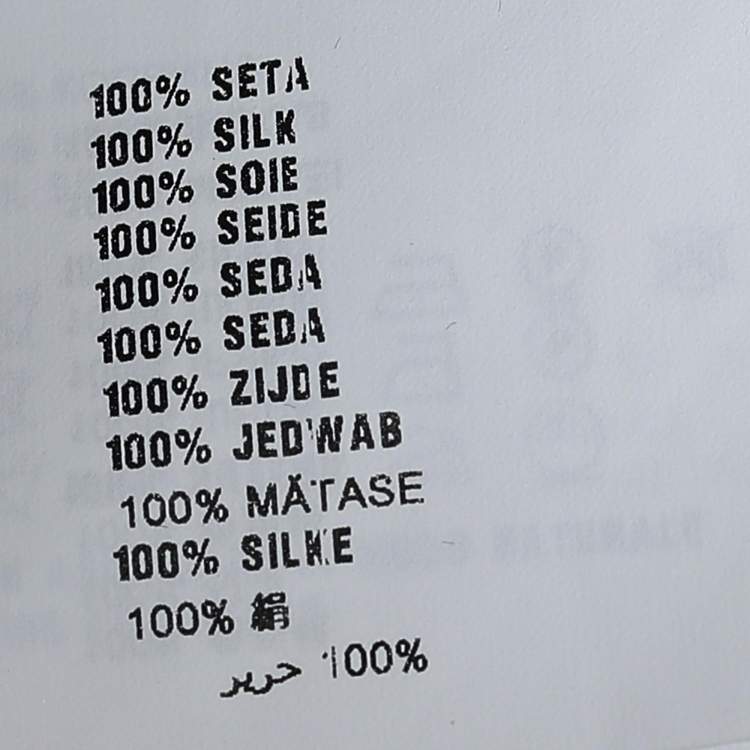 100% SETA
100% SILK
100% SOIE
100% SEIDE
100% SEDA
100% SEDA
100% ZIJDE
100% JEDWAB
100% MĂTASE
100% SILKE
100% 絹
100% حرير